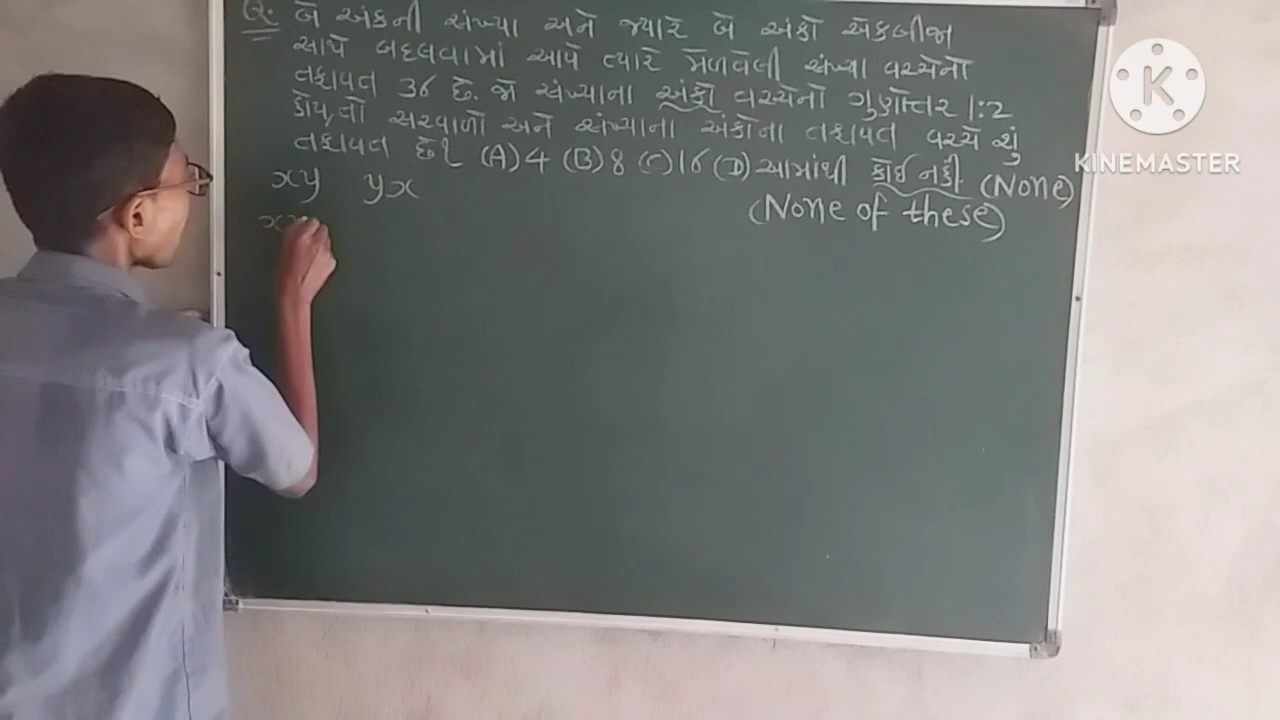 Q. બે અંકની સંખ્યા અને જ્યારે બે અંકો એકબીજા
સાથે બદલવામાં આવે ત્યારે મેળવેલી સંખ્યા વચ્ચેનો
તફાવત 36 છે. જો સંખ્યાના અંકો વચ્ચેનો ગુણોત્તર 1:2
હોય, તો સરવાળો અને સંખ્યાના અંકોના તફાવત વચ્ચે શું
તફાવત છે? (A) 4 (B) 8 (C) 16 (D) આમાંથી કોઈ નહીં. (None)
(None of these)
xy yx
K
KINEMASTER